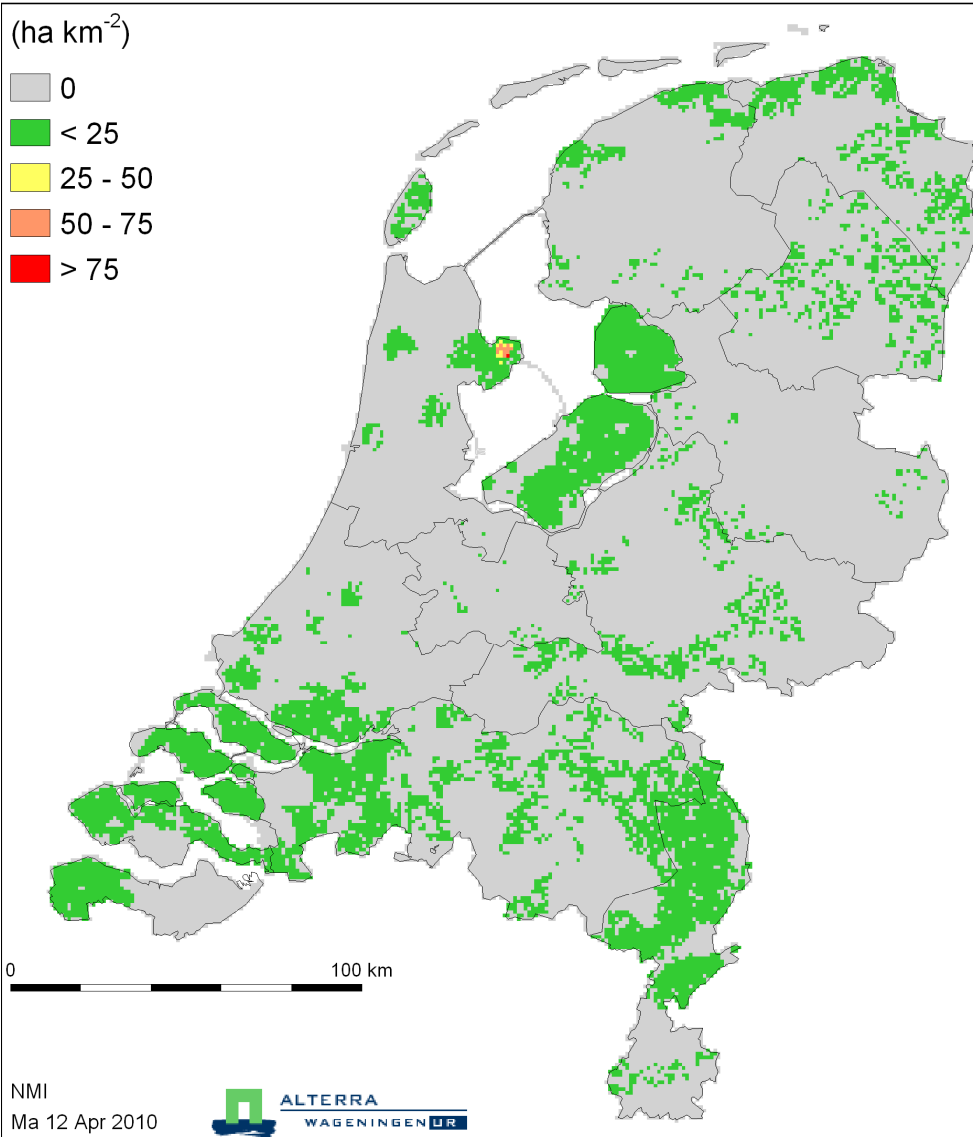 (ha km⁻²)
0
< 25
25 - 50
50 - 75
> 75
0 100 km
NMI
Ma 12 Apr 2010
ALTERRA
WAGENINGEN UR